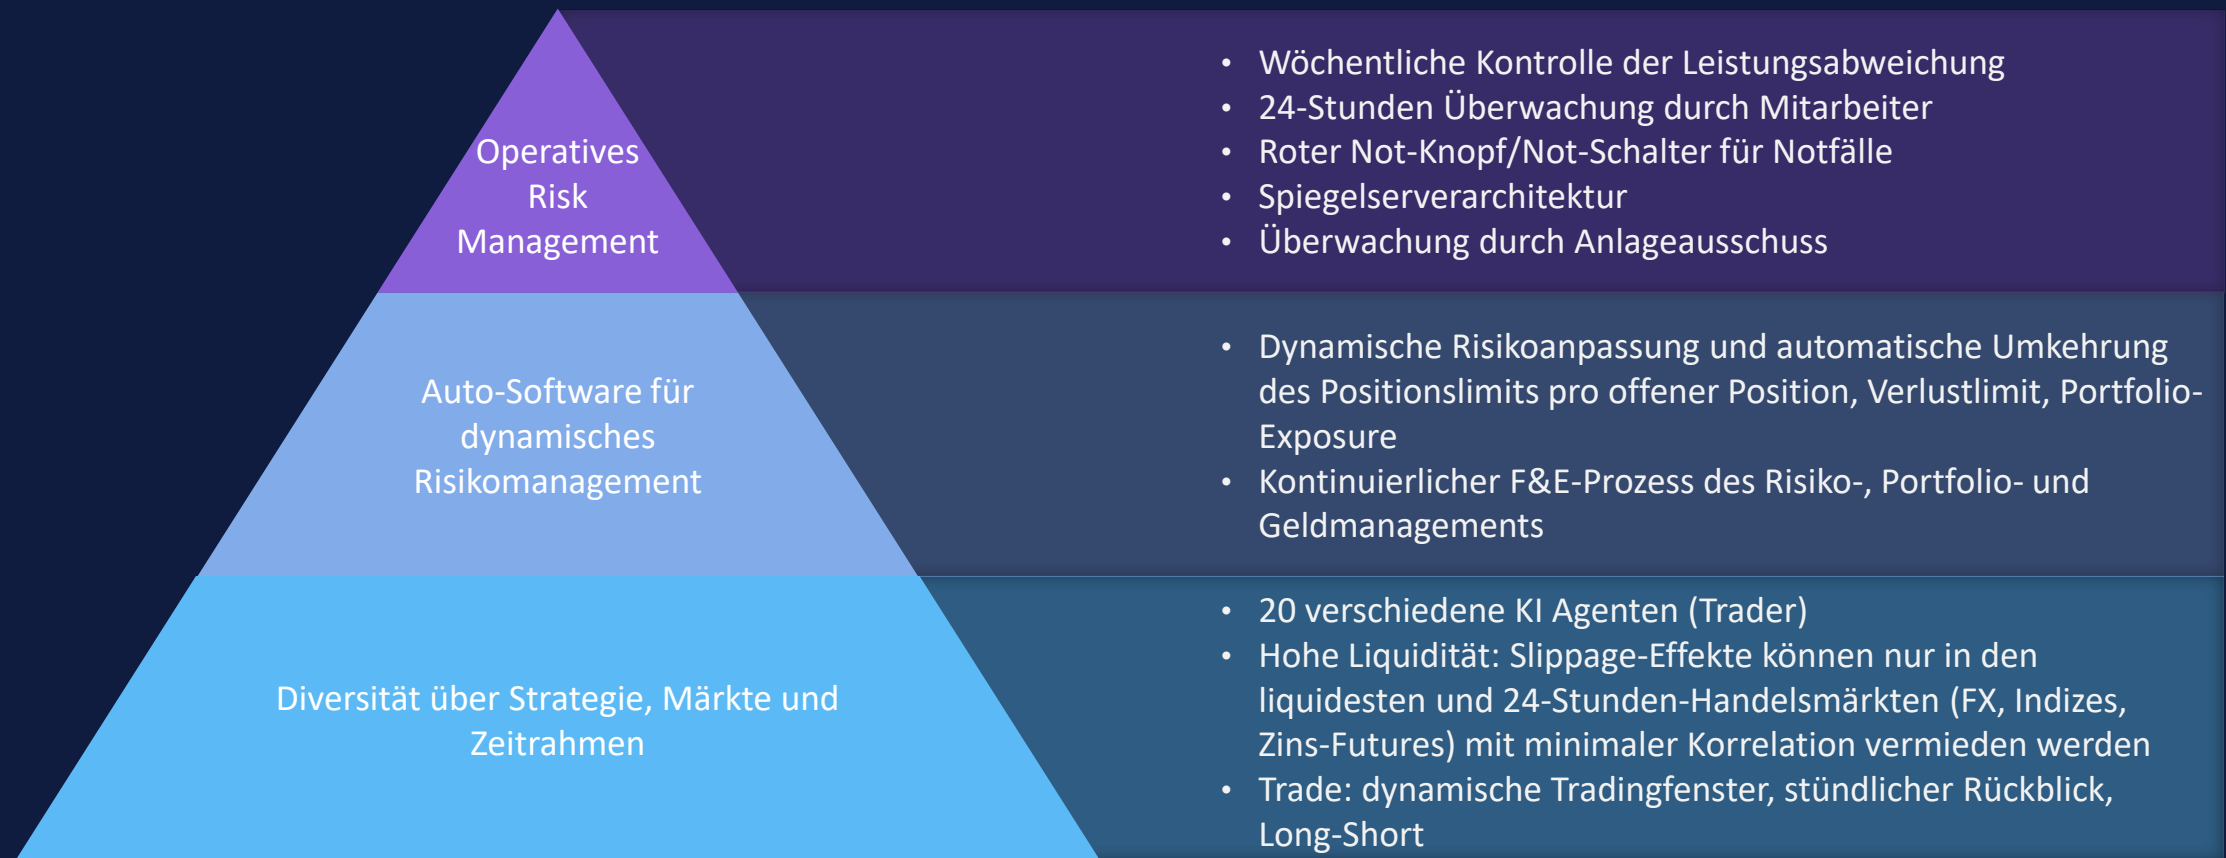 Operatives
Risk
Management
• Wöchentliche Kontrolle der Leistungsabweichung
• 24-Stunden Überwachung durch Mitarbeiter
• Roter Not-Knopf/Not-Schalter für Notfälle
• Spiegelserverarchitektur
• Überwachung durch Anlageausschuss
Auto-Software für
dynamisches
Risikomanagement
• Dynamische Risikoanpassung und automatische Umkehrung
des Positionslimits pro offener Position, Verlustlimit, Portfolio-
Exposure
• Kontinuierlicher F&E-Prozess des Risiko-, Portfolio- und
Geldmanagements
Diversität über Strategie, Märkte und
Zeitrahmen
• 20 verschiedene KI Agenten (Trader)
• Hohe Liquidität: Slippage-Effekte können nur in den
liquidesten und 24-Stunden-Handelsmärkten (FX, Indizes,
Zins-Futures) mit minimaler Korrelation vermieden werden
• Trade: dynamische Tradingfenster, stündlicher Rückblick,
Long-Short